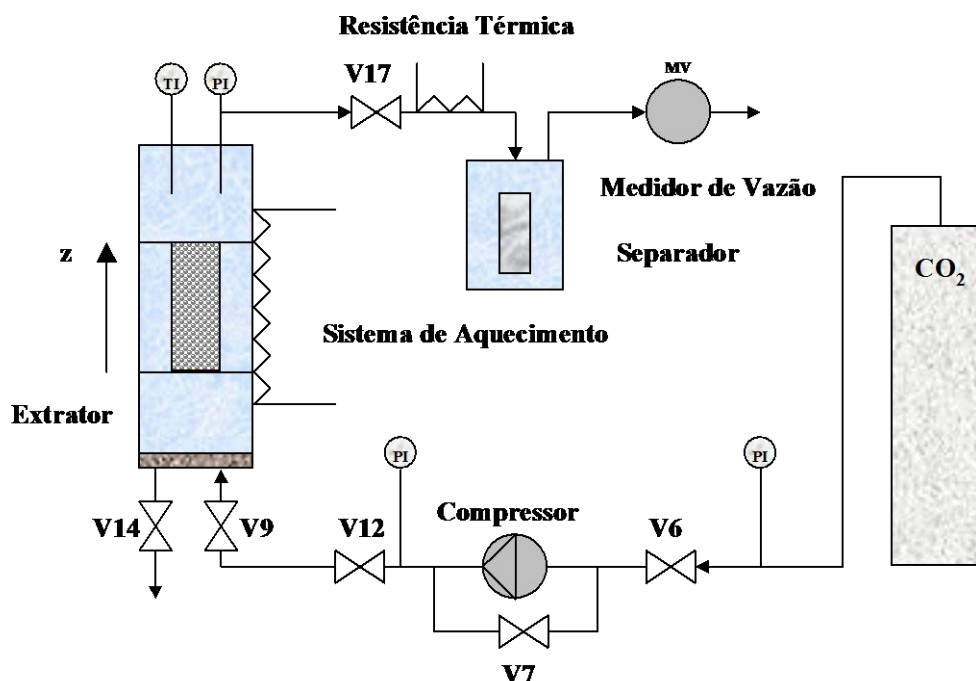 Resistência Térmica
TI
PI
V17
MV
Medidor de Vazão
CO2
z
Separador
Sistema de Aquecimento
Extrator
PI
PI
V14
V9
V12
Compressor
V6
V7